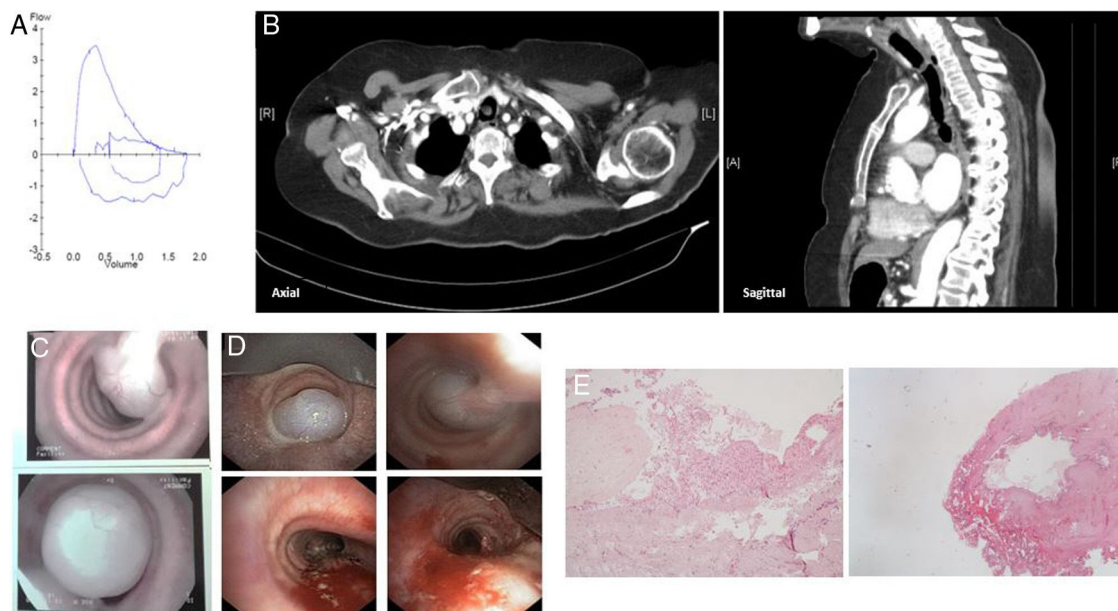 A
Flow
4
3
2
1
0
-1
-2
-3
-0.5
0.0
0.5
1.0
1.5
2.0
Volume
B
[R]
[L]
Axial
[A]
Sagittal
C
COMMENT
D
E